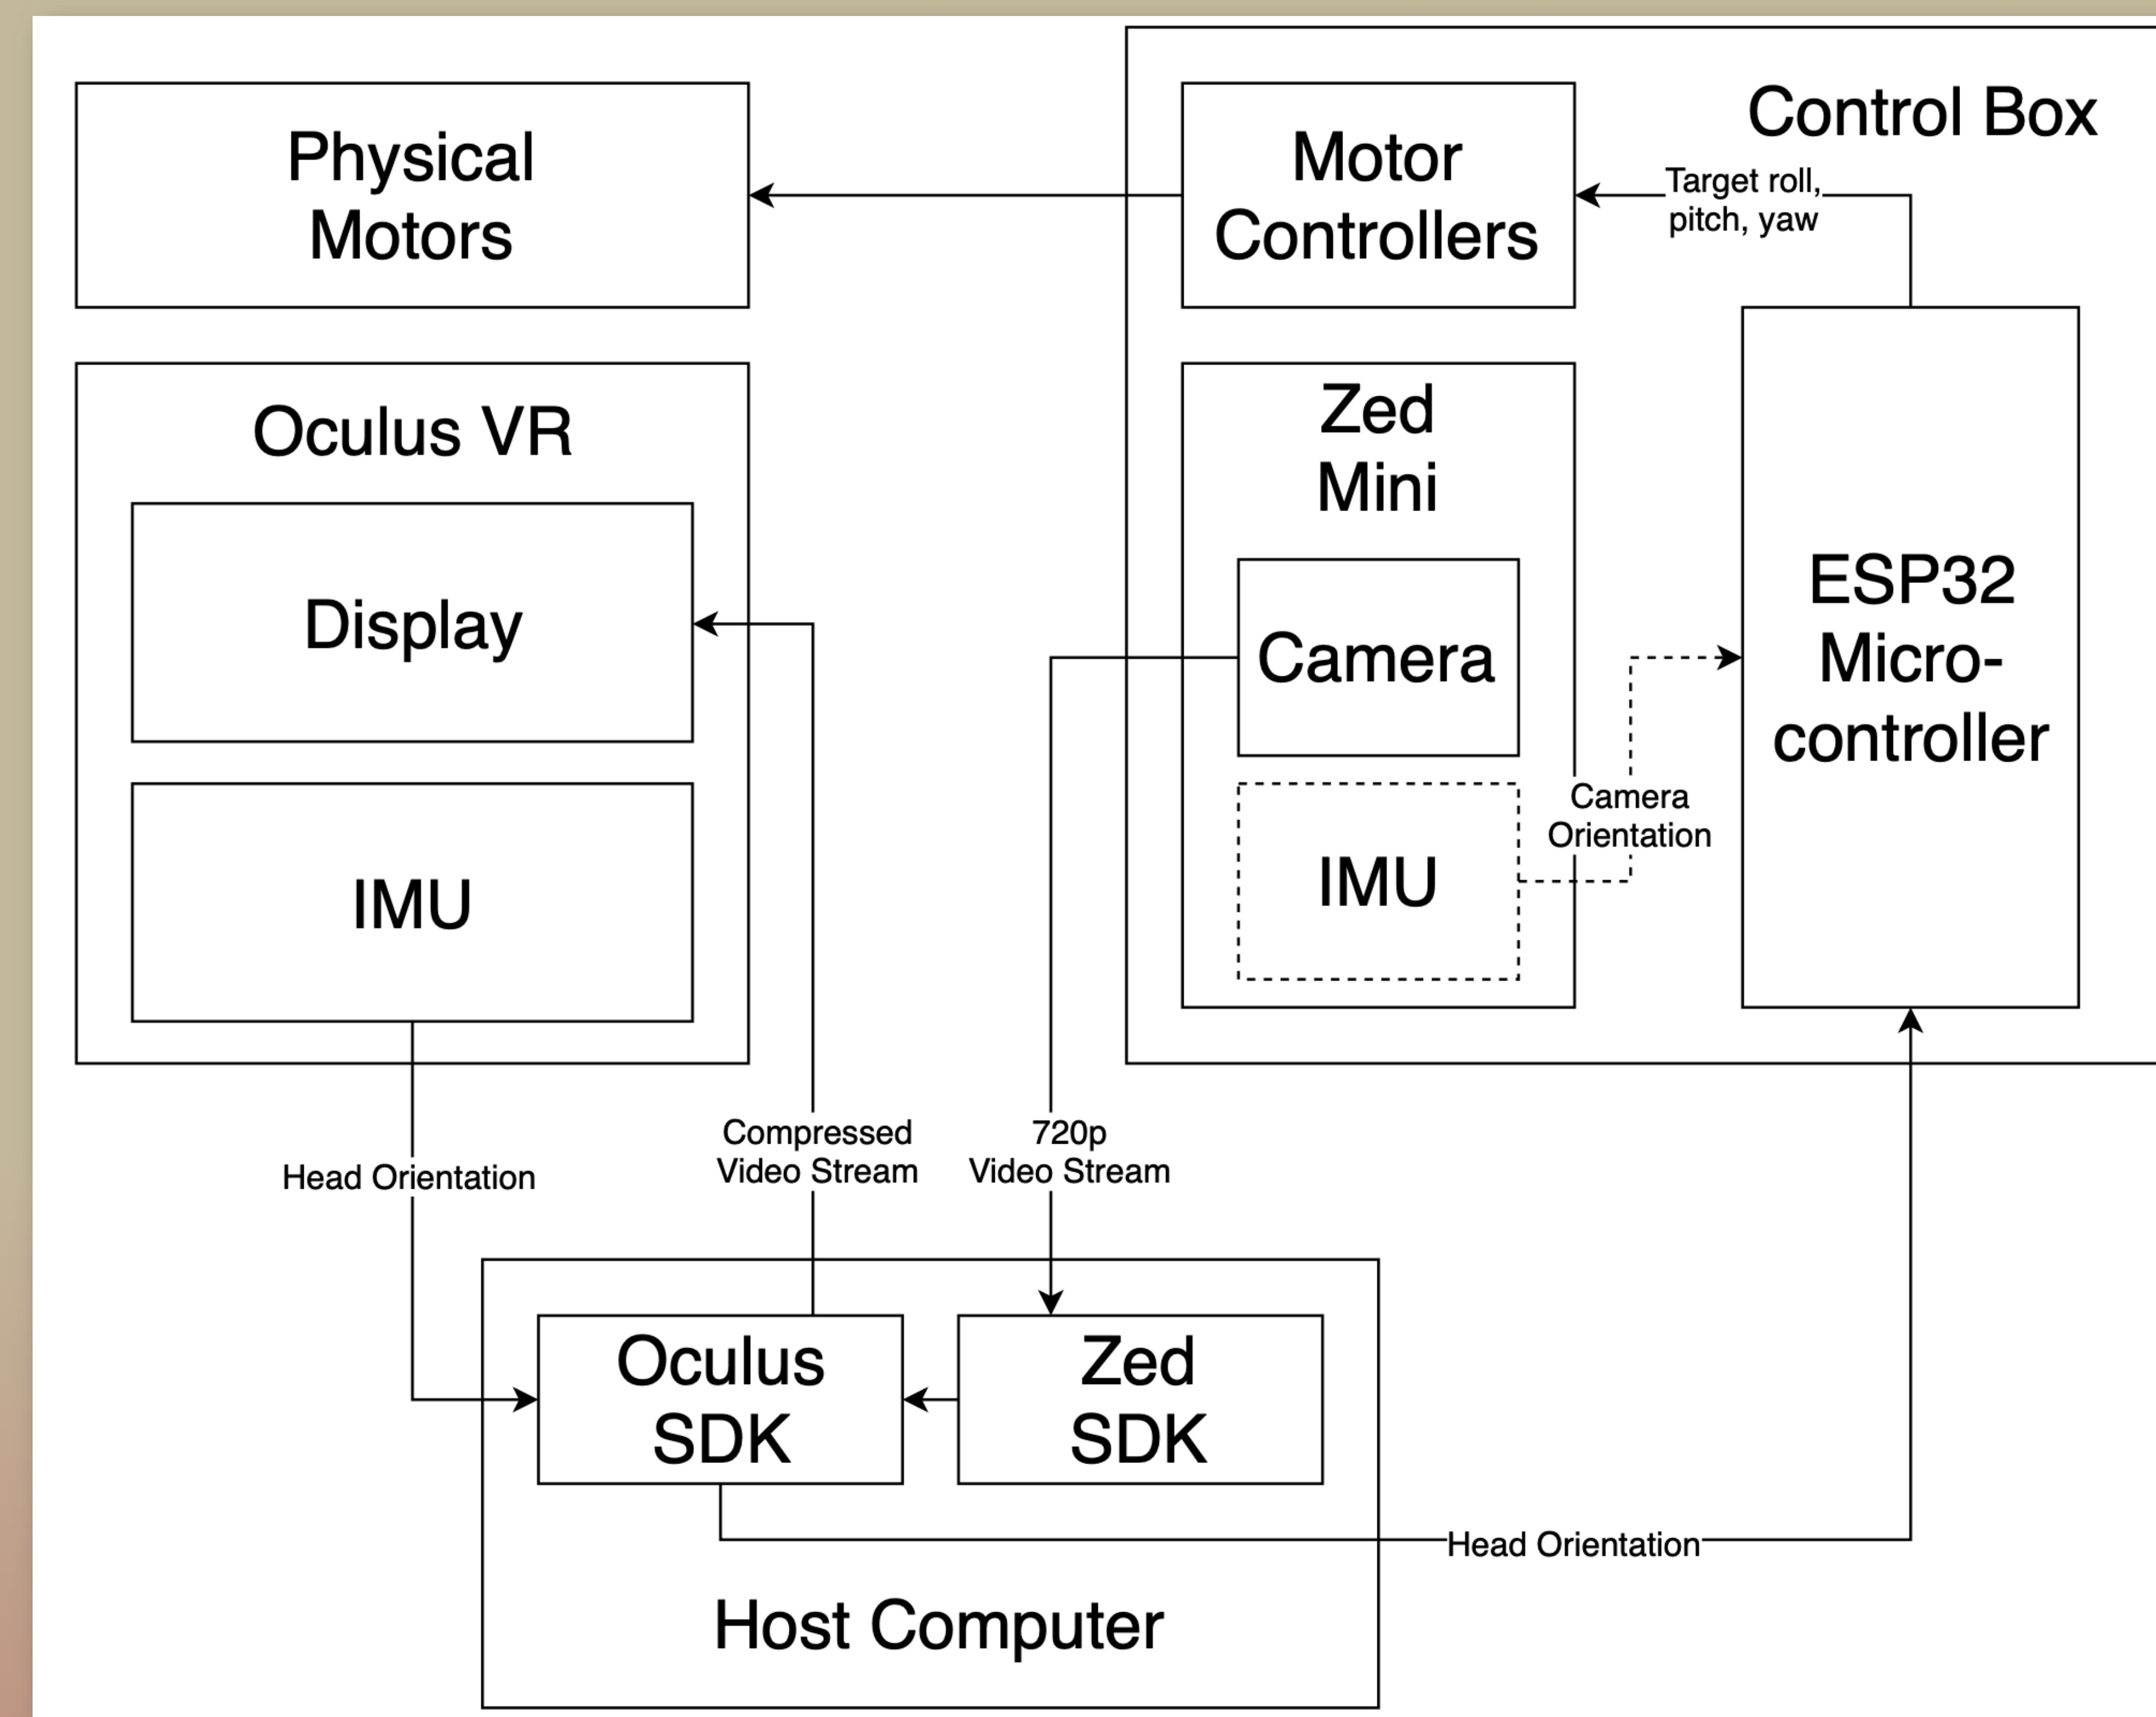 Physical
Motors
Motor
Controllers
Control Box
Target roll,
pitch, yaw
Oculus VR
Display
IMU
Zed
Mini
Camera
IMU
Camera
Orientation
ESP32
Micro-
controller
Head Orientation
Compressed
Video Stream
720p
Video Stream
Oculus
SDK
Zed
SDK
Head Orientation
Host Computer